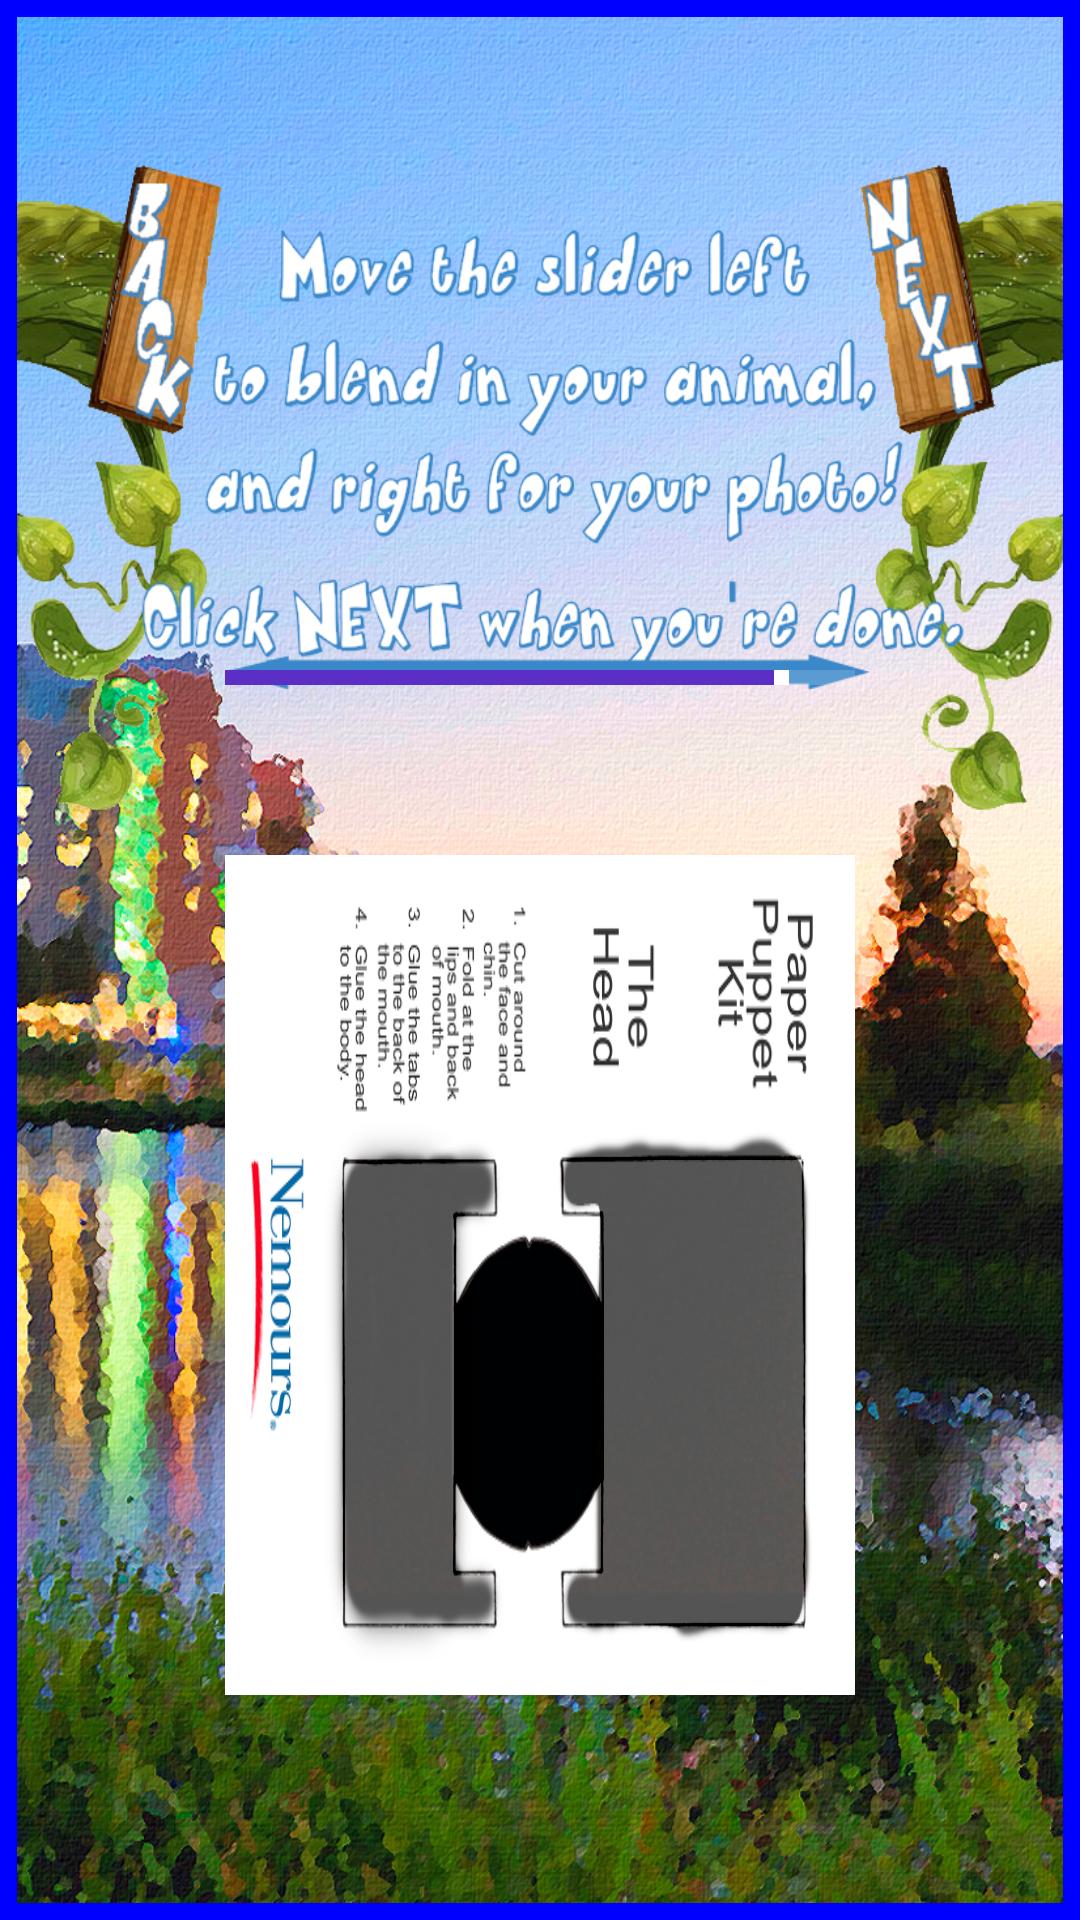 BACK
NEXT
Move the slider left
to blend in your animal,
and right for your photo!
Click NEXT when you're done.
Paper
Puppet
Kit
The
Head
1. Cut around
the face and
chin.
2. Fold at the
lips and back
of mouth.
3. Glue the tabs
to the back of
the mouth.
4. Glue the head
to the body.
Nemours®